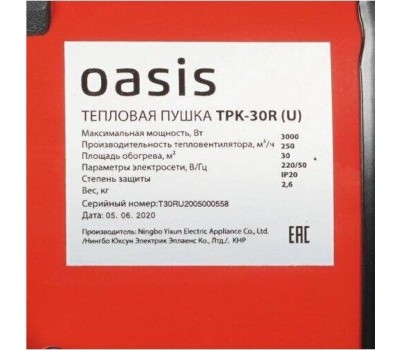 oasis
ТЕПЛОВАЯ ПУШКА TPK-30R (U)
Максимальная мощность, Вт 3000
Производительность тепловентилятора, м³/ч 250
Площадь обогрева, м² 30
Параметры электросети, В/Гц 220/50
Степень защиты IP20
Вес, кг 2,6
Серийный номер:T30RU2005000558
Дата: 05. 06. 2020
Производитель: Ningbo Yixun Electric Appliance Co., Ltd.
/Нингбо Юксун Электрик Эпплаенс Ко., Лтд./, КНР
EAC